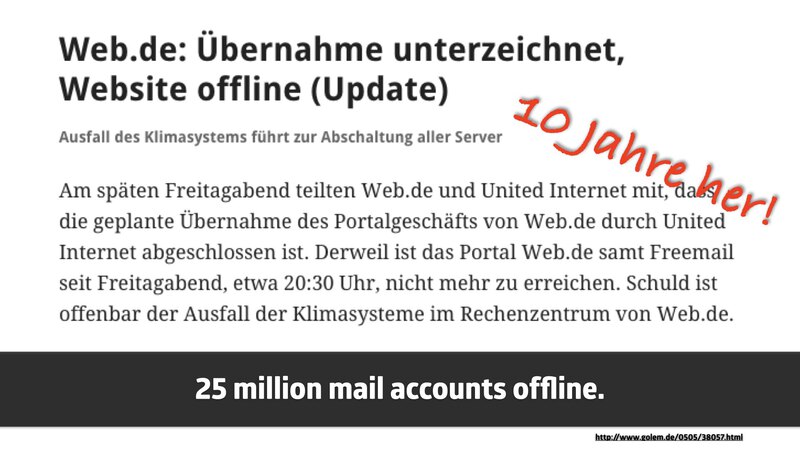 Web.de: Übernahme unterzeichnet,
Website offline (Update)
10 Jahre her!
Ausfall des Klimasystems führt zur Abschaltung aller Server
Am späten Freitagabend teilten Web.de und United Internet mit, dass
die geplante Übernahme des Portalgeschäfts von Web.de durch United
Internet abgeschlossen ist. Derweil ist das Portal Web.de samt Freemail
seit Freitagabend, etwa 20:30 Uhr, nicht mehr zu erreichen. Schuld ist
offenbar der Ausfall der Klimasysteme im Rechenzentrum von Web.de.
25 million mail accounts offline.
http://www.golem.de/0505/38057.html